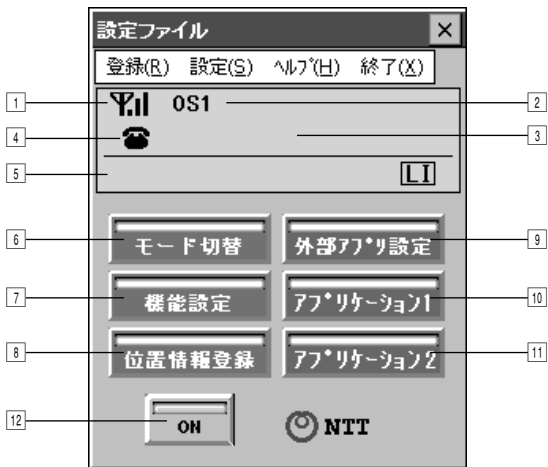 設定ファイル
登録(R) 設定(S) ﾍﾙﾌﾟ(H) 終了(X)
1 OS1 2
4 3
5 LI
6 モード切替 外部ｱﾌﾟﾘ設定 9
7 機能設定 ｱﾌﾟﾘｹｰｼｮﾝ1 10
8 位置情報登録 ｱﾌﾟﾘｹｰｼｮﾝ2 11
12 ON NTT